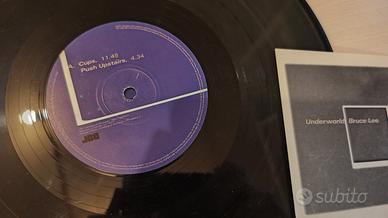 A. Cups. 11.48
Push Upstairs. 4.34
JBO
Underworld Bruce Lee
subito